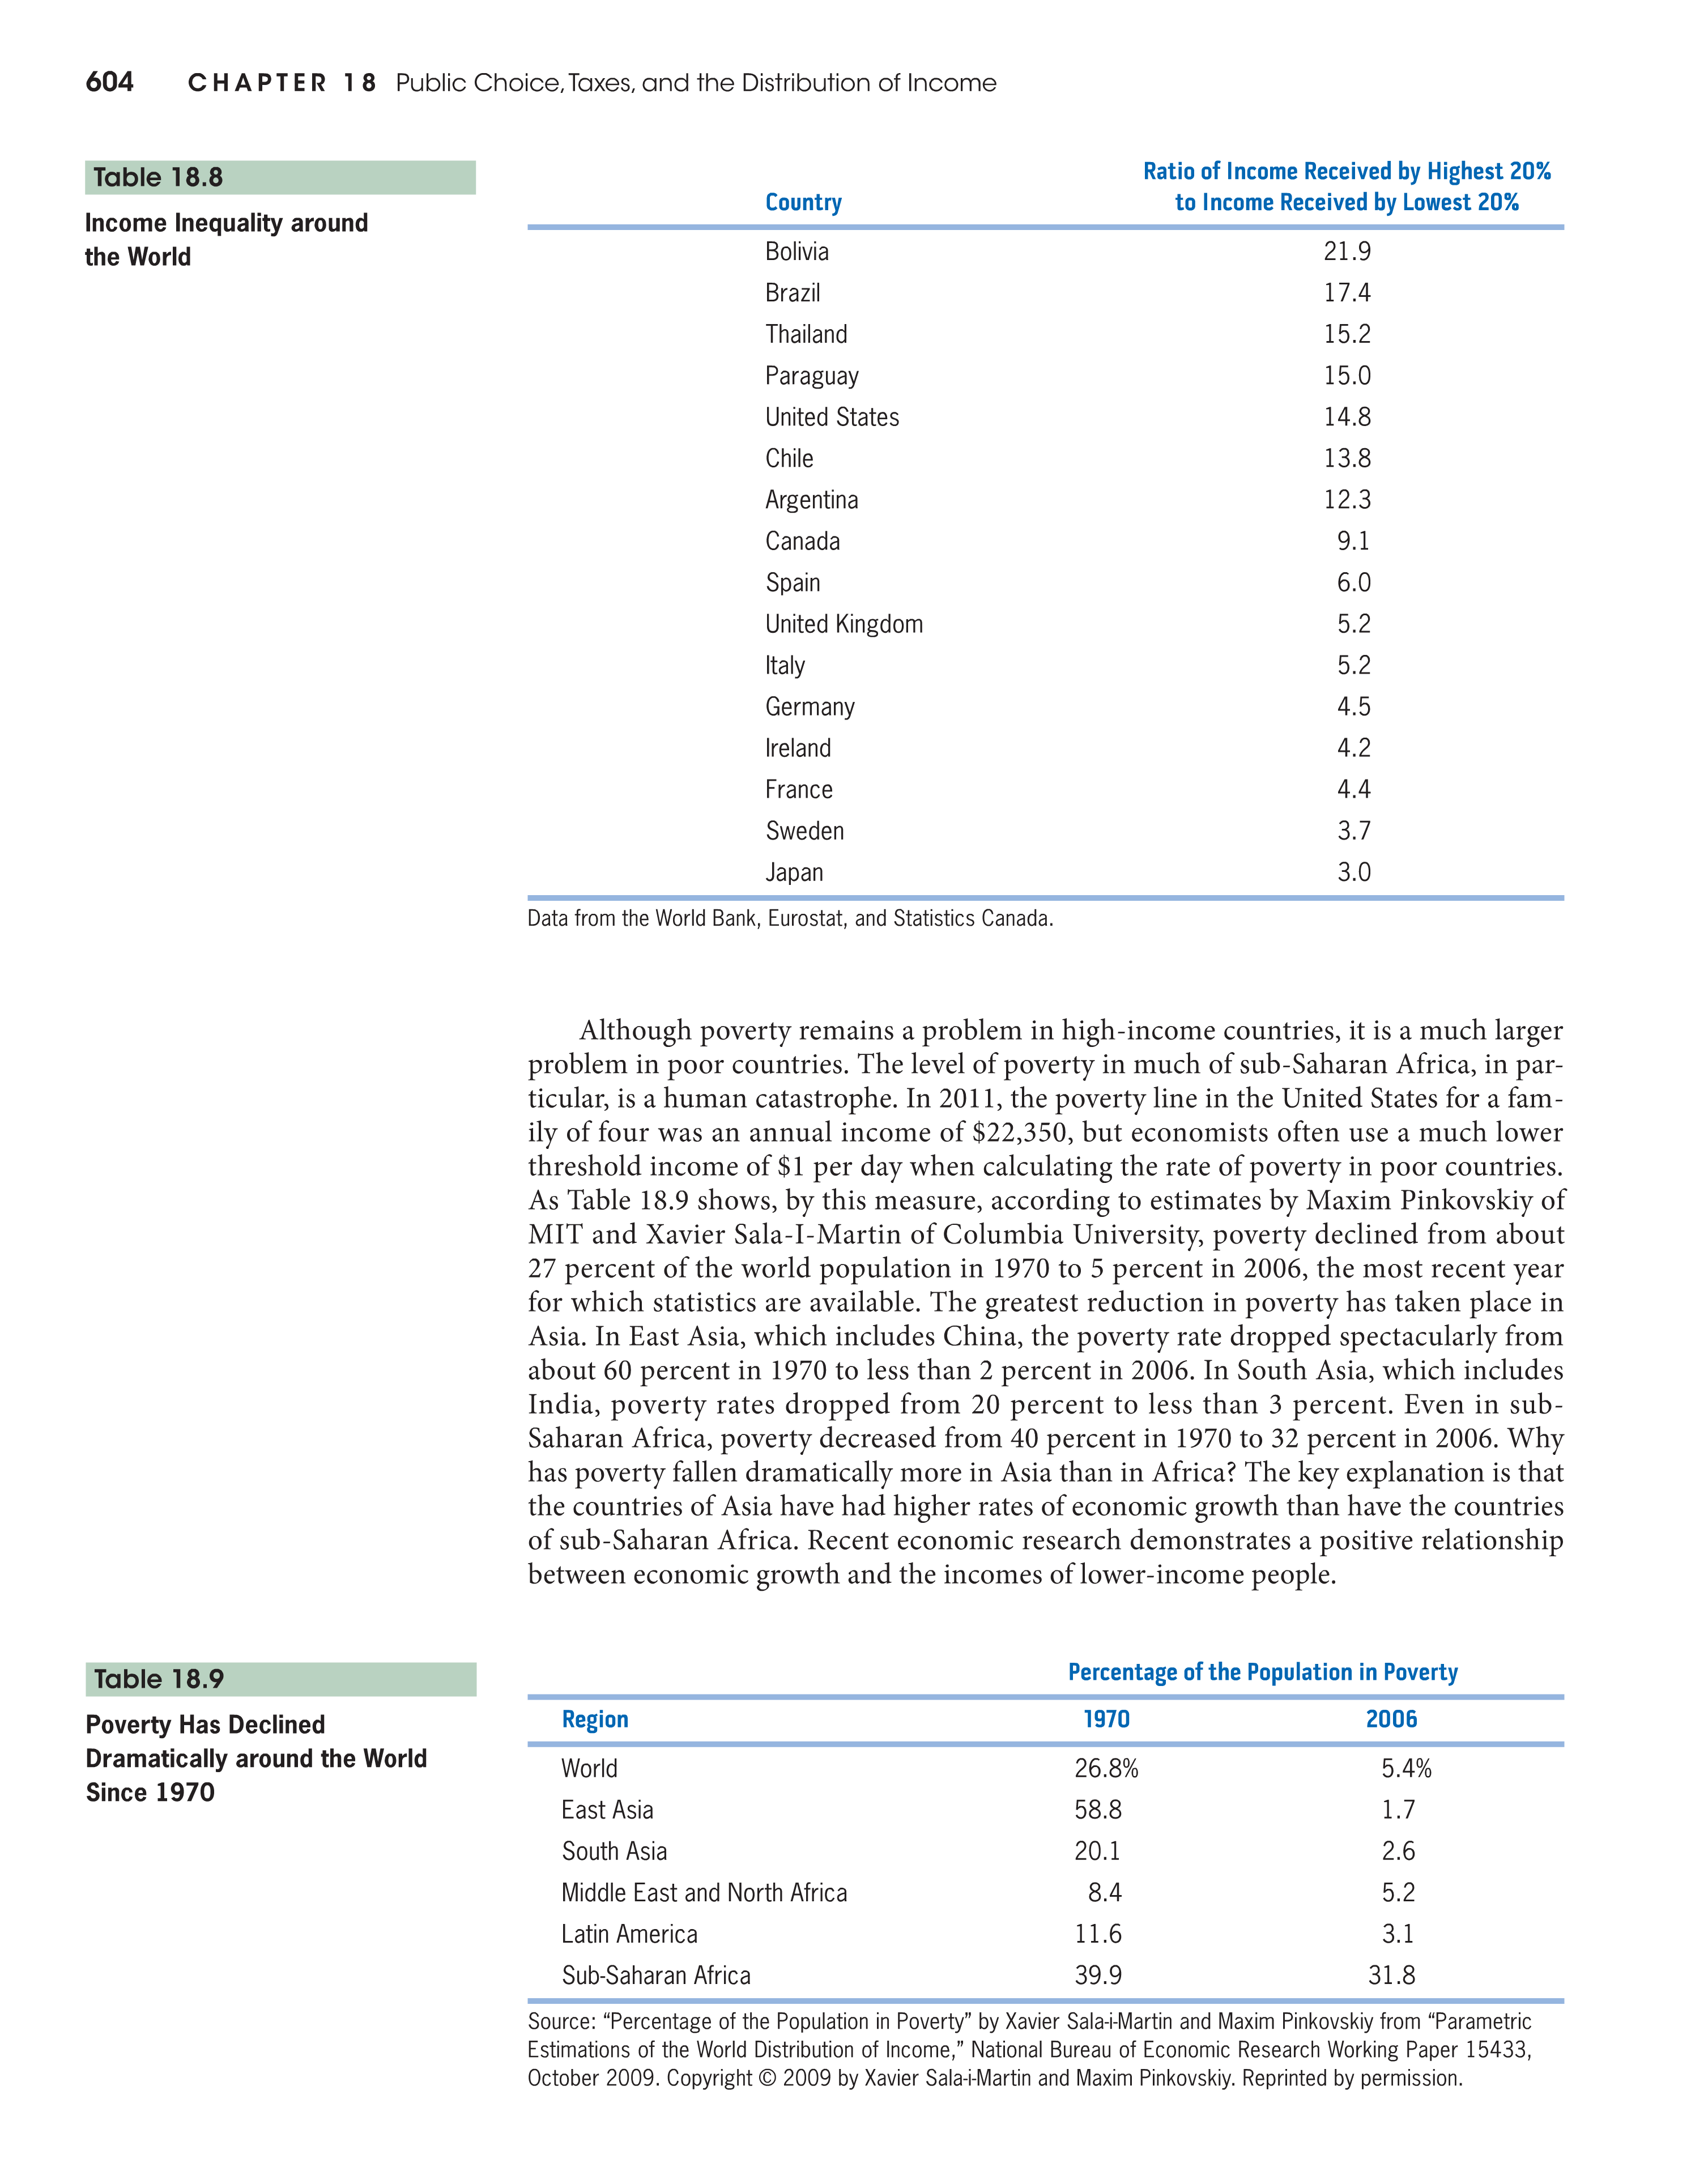 604 CHAPTER 18 Public Choice, Taxes, and the Distribution of Income
Table 18.8
Income Inequality around
the World
Country Ratio of Income Received by Highest 20%
to Income Received by Lowest 20%
Bolivia 21.9
Brazil 17.4
Thailand 15.2
Paraguay 15.0
United States 14.8
Chile 13.8
Argentina 12.3
Canada 9.1
Spain 6.0
United Kingdom 5.2
Italy 5.2
Germany 4.5
Ireland 4.2
France 4.4
Sweden 3.7
Japan 3.0
Data from the World Bank, Eurostat, and Statistics Canada.
Although poverty remains a problem in high-income countries, it is a much larger
problem in poor countries. The level of poverty in much of sub-Saharan Africa, in par-
ticular, is a human catastrophe. In 2011, the poverty line in the United States for a fam-
ily of four was an annual income of $22,350, but economists often use a much lower
threshold income of $1 per day when calculating the rate of poverty in poor countries.
As Table 18.9 shows, by this measure, according to estimates by Maxim Pinkovskiy of
MIT and Xavier Sala-I-Martin of Columbia University, poverty declined from about
27 percent of the world population in 1970 to 5 percent in 2006, the most recent year
for which statistics are available. The greatest reduction in poverty has taken place in
Asia. In East Asia, which includes China, the poverty rate dropped spectacularly from
about 60 percent in 1970 to less than 2 percent in 2006. In South Asia, which includes
India, poverty rates dropped from 20 percent to less than 3 percent. Even in sub-
Saharan Africa, poverty decreased from 40 percent in 1970 to 32 percent in 2006. Why
has poverty fallen dramatically more in Asia than in Africa? The key explanation is that
the countries of Asia have had higher rates of economic growth than have the countries
of sub-Saharan Africa. Recent economic research demonstrates a positive relationship
between economic growth and the incomes of lower-income people.
Table 18.9
Poverty Has Declined
Dramatically around the World
Since 1970
Percentage of the Population in Poverty
Region 1970 2006
World 26.8% 5.4%
East Asia 58.8 1.7
South Asia 20.1 2.6
Middle East and North Africa 8.4 5.2
Latin America 11.6 3.1
Sub-Saharan Africa 39.9 31.8
Source: “Percentage of the Population in Poverty” by Xavier Sala-i-Martin and Maxim Pinkovskiy from “Parametric
Estimations of the World Distribution of Income,” National Bureau of Economic Research Working Paper 15433,
October 2009. Copyright © 2009 by Xavier Sala-i-Martin and Maxim Pinkovskiy. Reprinted by permission.